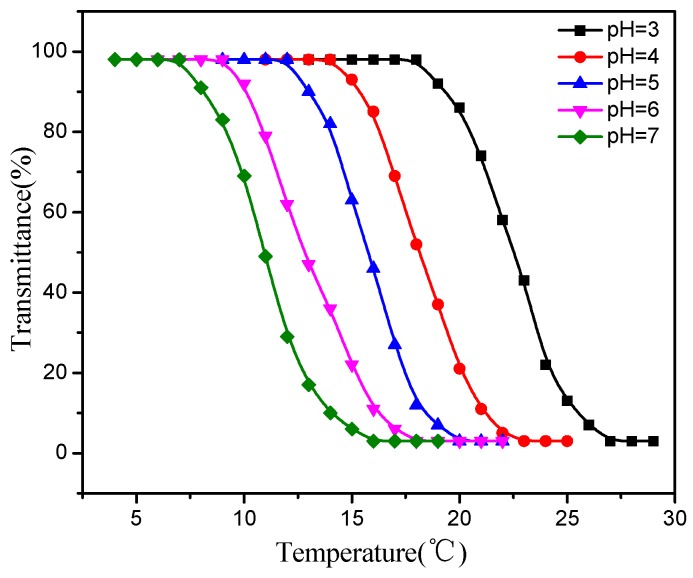 pH=3
pH=4
pH=5
pH=6
pH=7
Transmittance(%)
100
80
60
40
20
0
5 10 15 20 25 30
Temperature(℃)